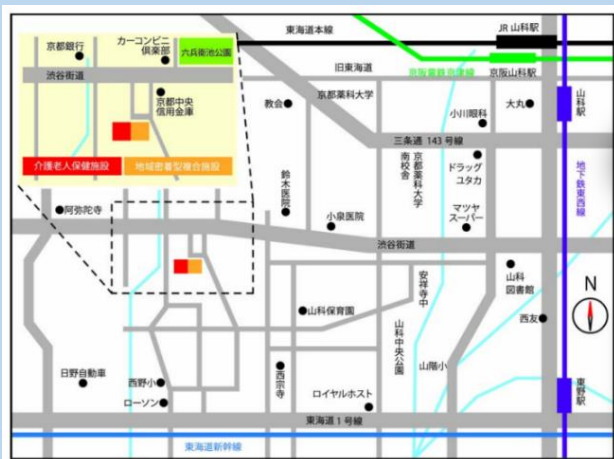 東海道本線
JR 山科駅
京都銀行
カーコンビニ
倶楽部
六兵衛池公園
渋谷街道
京都中央
信用金庫
介護老人保健施設
地域密着型複合施設
旧東海道
京阪山科駅
京都薬科大学
教会
小川眼科
大丸
山科駅
三条通 143 号線
京都薬科大学
南校舎
ドラッグ
ユタカ
地下鉄東西線
鈴木医院
マツヤ
スーパー
阿弥陀寺
小泉医院
渋谷街道
山科
図書館
安祥寺中
N
山科保育園
西友
山科中央公園
山階小
日野自動車
西野小
西宗寺
東野駅
ローソン
ロイヤルホスト
東海道 1 号線
東海道新幹線